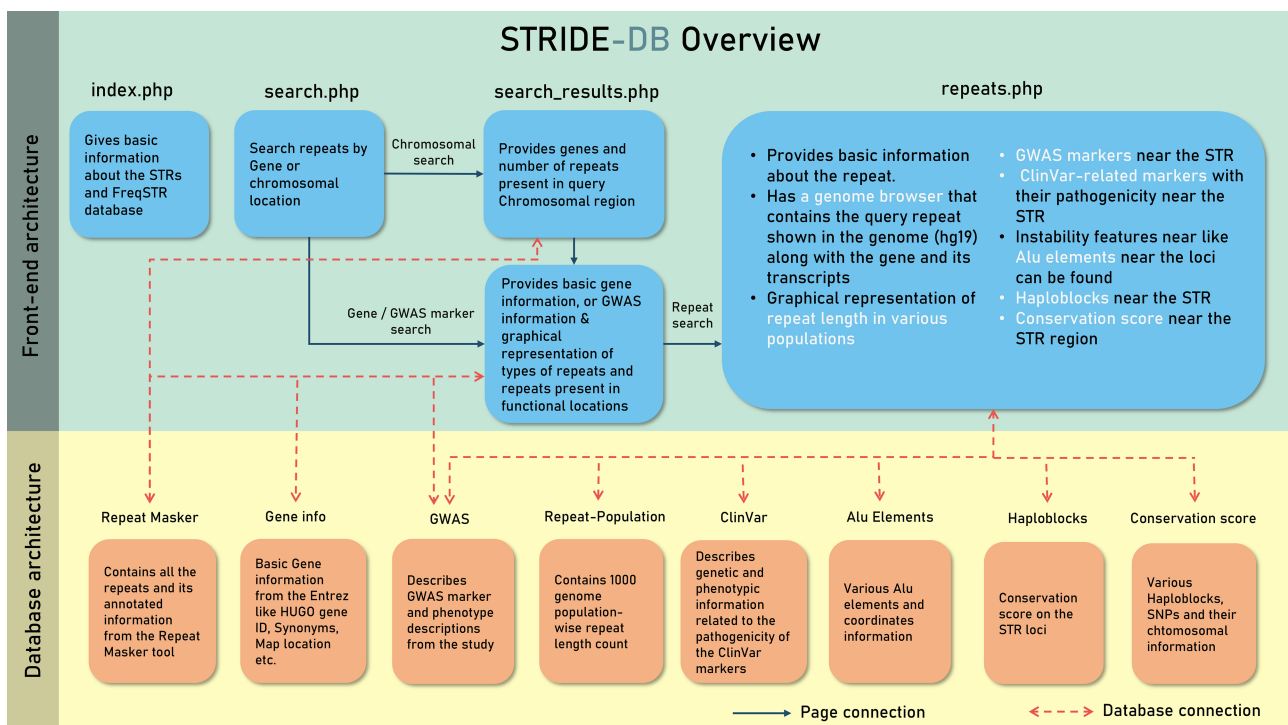 STRIDE-DB Overview
Front-end architecture
index.php
Gives basic
information
about the STRs
and FreqSTR
database
search.php
Search repeats by
Gene or
chromosomal
location
Chromosomal
search
search_results.php
Provides genes and
number of repeats
present in query
Chromosomal region
Gene / GWAS marker
search
Provides basic gene
information, or GWAS
information &
graphical
representation of
types of repeats and
repeats present in
functional locations
Repeat
search
repeats.php
• Provides basic information
about the repeat.
• Has a genome browser that
contains the query repeat
shown in the genome (hg19)
along with the gene and its
transcripts
• Graphical representation of
repeat length in various
populations
• GWAS markers near the STR
• ClinVar-related markers with
their pathogenicity near the
STR
• Instability features near like
Alu elements near the loci
can be found
• Haploblocks near the STR
• Conservation score near the
STR region
Database architecture
Repeat Masker
Contains all the
repeats and its
annotated
information
from the Repeat
Masker tool
Gene info
Basic Gene
information
from the Entrez
like HUGO gene
ID, Synonyms,
Map location
etc.
GWAS
Describes
GWAS marker
and phenotype
descriptions
from the study
Repeat-Population
Contains 1000
genome
population-
wise repeat
length count
ClinVar
Describes
genetic and
phenotypic
information
related to the
pathogenicity of
the ClinVar
markers
Alu Elements
Various Alu
elements and
coordinates
information
Haploblocks
Conservation
score on the
STR loci
Conservation score
Various
Haploblocks,
SNPs and their
chtomosomal
information
Page connection
Database connection